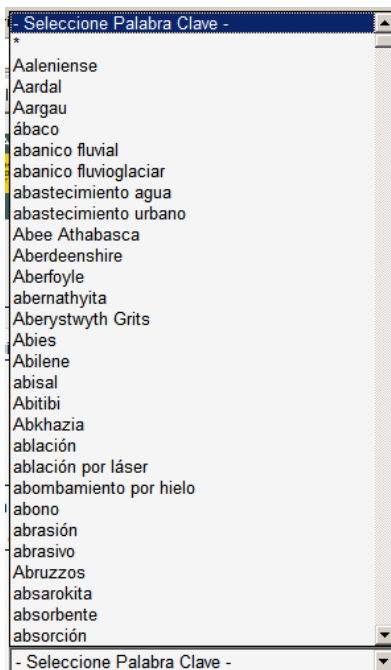 - Seleccione Palabra Clave -
*
Aaleniense
Aardal
Aargau
ábaco
abanico fluvial
abanico fluvioglaciar
abastecimiento agua
abastecimiento urbano
Abee Athabasca
Aberdeenshire
Aberfoyle
abernathyita
Aberystwyth Grits
Abies
Abilene
abisal
Abitibi
Abkhazia
ablación
ablación por láser
abombamiento por hielo
abono
abrasión
abrasivo
Abruzzos
absarokita
absorbente
absorción
- Seleccione Palabra Clave -